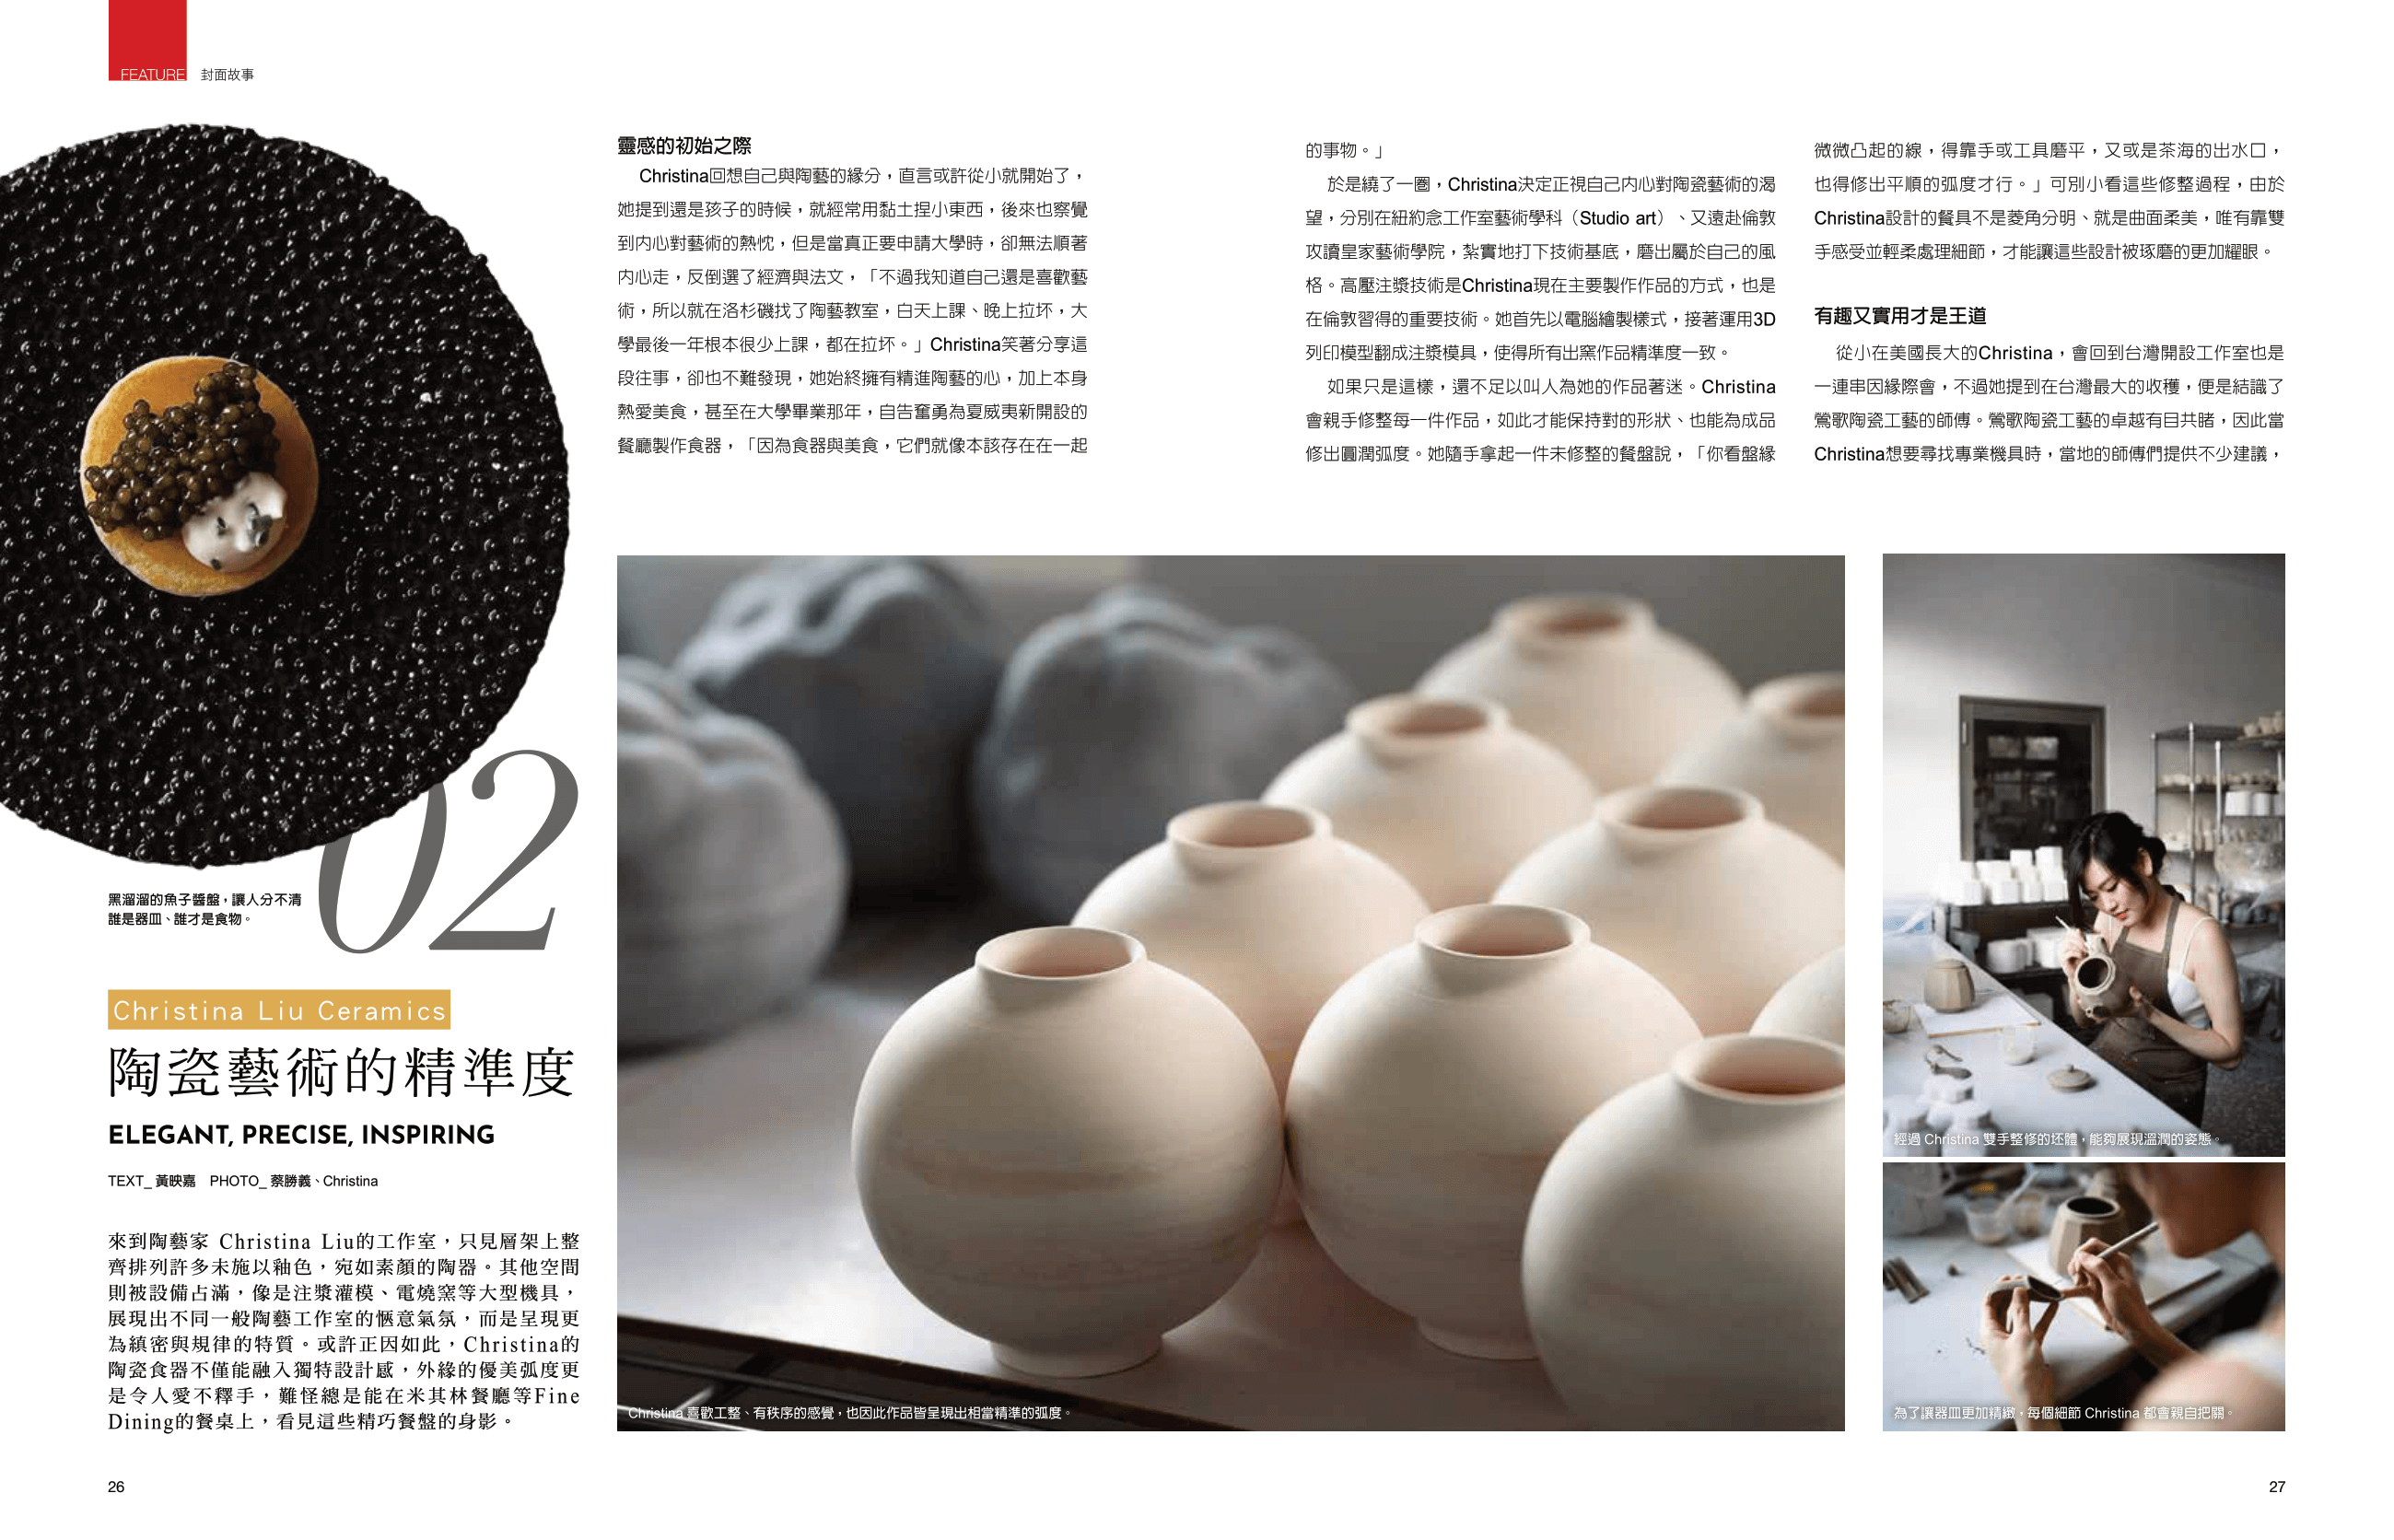 FEATURE 封面故事
黑溜溜的魚子醬盤，讓人分不清
誰是器皿、誰才是食物。
02
Christina Liu Ceramics
陶瓷藝術的精準度
ELEGANT, PRECISE, INSPIRING
TEXT_ 黃映嘉 PHOTO_ 蔡勝義、Christina
來到陶藝家 Christina Liu的工作室，只見層架上整
齊排列許多未施以釉色，宛如素顏的陶器。其他空間
則被設備占滿，像是注漿灌模、電燒窯等大型機具，
展現出不同一般陶藝工作室的愜意氣氛，而是呈現更
為縝密與規律的特質。或許正因如此，Christina的
陶瓷食器不僅能融入獨特設計感，外緣的優美弧度更
是令人愛不釋手，難怪總是能在米其林餐廳等Fine
Dining的餐桌上，看見這些精巧餐盤的身影。
26
靈感的初始之際
Christina回想自己與陶藝的緣分，直言或許從小就開始了，
她提到還是孩子的時候，就經常用黏土捏小東西，後來也察覺
到內心對藝術的熱忱，但是當真正要申請大學時，卻無法順著
內心走，反倒選了經濟與法文，「不過我知道自己還是喜歡藝
術，所以就在洛杉磯找了陶藝教室，白天上課、晚上拉坏，大
學最後一年根本很少上課，都在拉坏。」Christina笑著分享這
段往事，卻也不難發現，她始終擁有精進陶藝的心，加上本身
熱愛美食，甚至在大學畢業那年，自告奮勇為夏威夷新開設的
餐廳製作食器，「因為食器與美食，它們就像本該存在在一起
的事物。」
於是繞了一圈，Christina決定正視自己內心對陶瓷藝術的渴
望，分別在紐約念工作室藝術學科（Studio art）、又遠赴倫敦
攻讀皇家藝術學院，紮實地打下技術基底，磨出屬於自己的風
格。高壓注漿技術是Christina現在主要製作作品的方式，也是
在倫敦習得的重要技術。她首先以電腦繪製樣式，接著運用3D
列印模型翻成注漿模具，使得所有出窯作品精準度一致。
如果只是這樣，還不足以叫人為她的作品著迷。Christina
會親手修整每一件作品，如此才能保持對的形狀、也能為成品
修出圓潤弧度。她隨手拿起一件未修整的餐盤說，「你看盤緣
微微凸起的線，得靠手或工具磨平，又或是茶海的出水口，
也得修出平順的弧度才行。」可別小看這些修整過程，由於
Christina設計的餐具不是菱角分明、就是曲面柔美，唯有靠雙
手感受並輕柔處理細節，才能讓這些設計被琢磨的更加耀眼。
有趣又實用才是王道
從小在美國長大的Christina，會回到台灣開設工作室也是
一連串因緣際會，不過她提到在台灣最大的收穫，便是結識了
鶯歌陶瓷工藝的師傅。鶯歌陶瓷工藝的卓越有目共睹，因此當
Christina想要尋找專業機具時，當地的師傅們提供不少建議，
Christina 喜歡工整、有秩序的感覺，也因此作品皆呈現出相當精準的弧度。
經過 Christina 雙手整修的坯體，能夠展現溫潤的姿態。
為了讓器皿更加精緻，每個細節 Christina 都會親自把關。
27